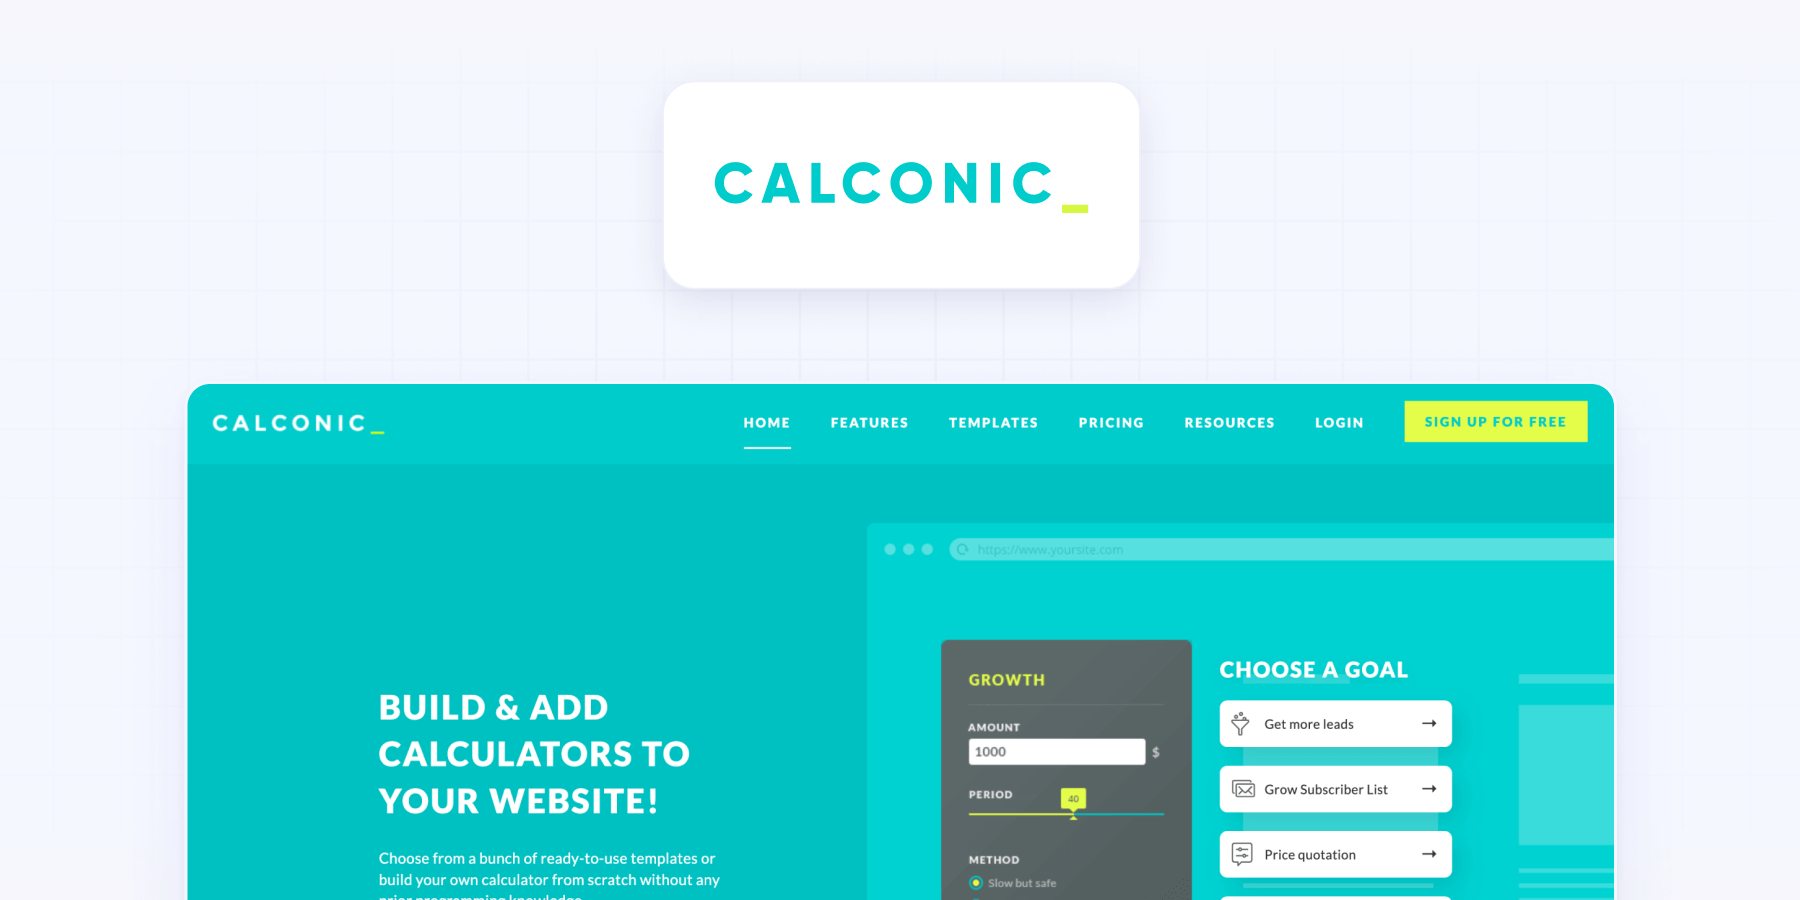 CALCONIC_
CALCONIC_
HOME FEATURES TEMPLATES PRICING RESOURCES LOGIN SIGN UP FOR FREE
https://www.yoursite.com
BUILD & ADD
CALCULATORS TO
YOUR WEBSITE!
Choose from a bunch of ready-to-use templates or
build your own calculator from scratch without any
prior programming knowledge
GROWTH
AMOUNT
1000 $
PERIOD
40
METHOD
Slow but safe
CHOOSE A GOAL
Get more leads
Grow Subscriber List
Price quotation